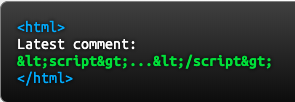 <html>
Latest comment:
&lt;script&gt;...&lt;/script&gt;
</html>